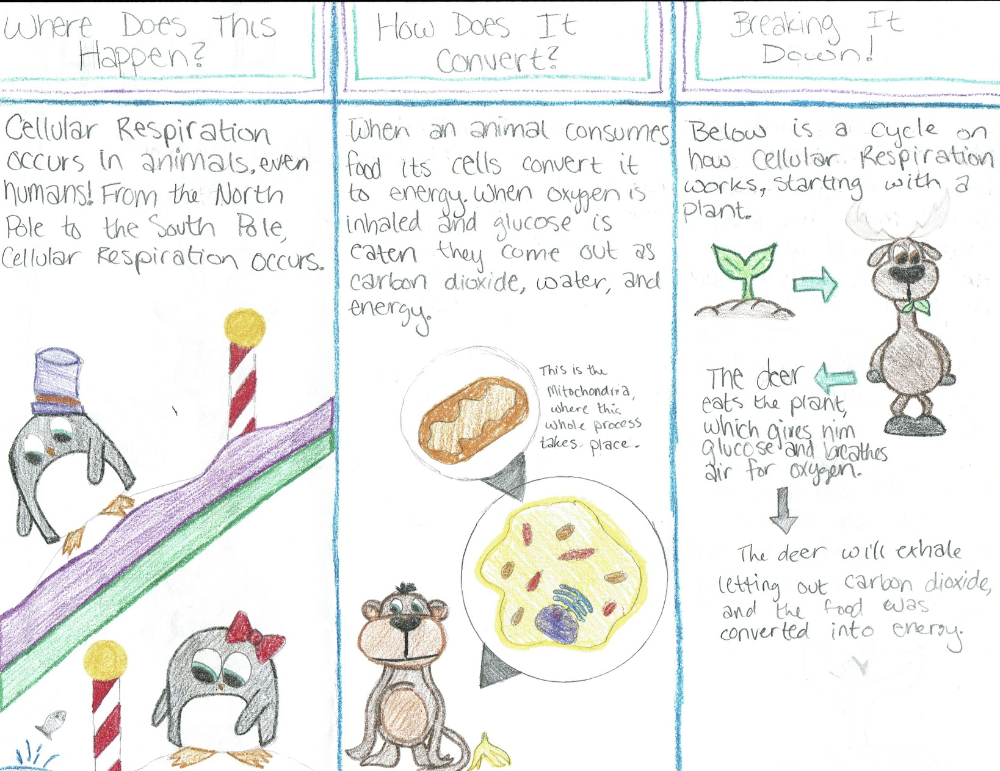 Where Does This
Happen?
Cellular Respiration
occurs in animals, even
humans! From the North
Pole to the South Pole,
Cellular Respiration occurs.
How Does It
Convert?
When an animal consumes
food its cells convert it
to energy. When oxygen is
inhaled and glucose is
eaten they come out as
carbon dioxide, water, and
energy.
This is the
Mitochondria,
where this
whole process
takes place.
Breaking It
Down!
Below is a cycle on
how Cellular Respiration
works, starting with a
plant.
The deer
eats the plant,
which gives him
glucose and breathes
air for oxygen.
The deer will exhale
letting out carbon dioxide,
and the food was
converted into energy.